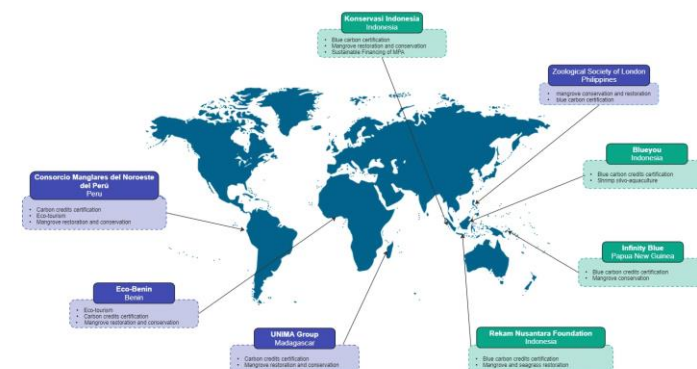 Konservasi Indonesia
Indonesia
• Blue carbon certification
• Mangrove restoration and conservation
• Sustainable Financing of MPA
Zoological Society of London
Philippines
• mangrove conservation and restoration
• blue carbon certification
Blueyou
Indonesia
• Blue carbon credits certification
• Shrimp silvo-aquaculture
Consorcio Manglares del Noroeste
del Perú
Peru
• Carbon credits certification
• Eco-tourism
• Mangrove restoration and conservation
Infinity Blue
Papua New Guinea
• Blue carbon credits certification
• Mangrove conservation
Eco-Benin
Benin
• Eco-tourism
• Carbon credits certification
• Mangrove restoration and conservation
UNIMA Group
Madagascar
• Carbon credits certification
• Mangrove restoration and conservation
Rekam Nusantara Foundation
Indonesia
• Blue carbon credits certification
• Mangrove and seagrass restoration